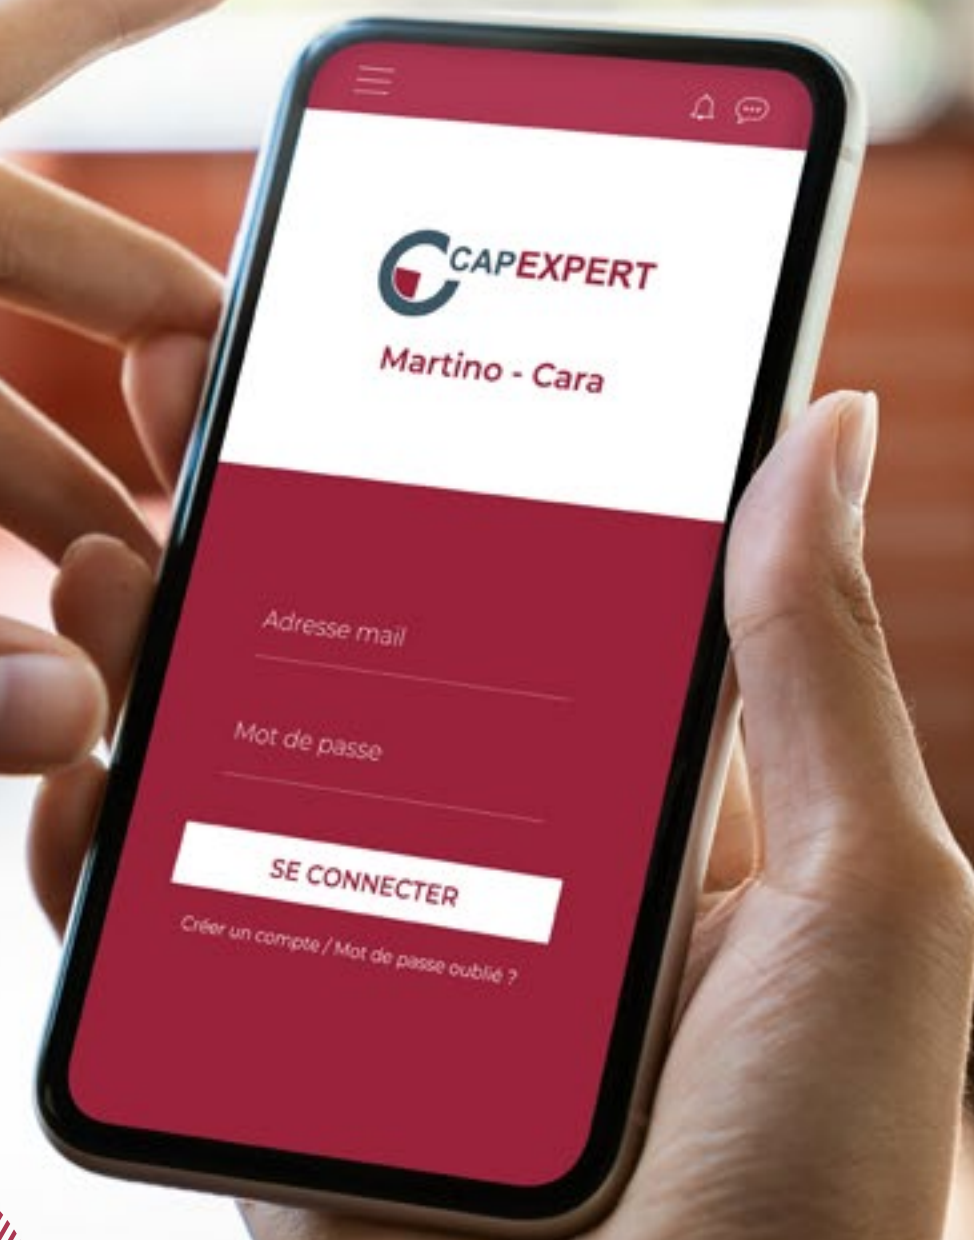 CAPEXPERT
Martino - Cara
Adresse mail
Mot de passe
SE CONNECTER
Créer un compte / Mot de passe oublié ?